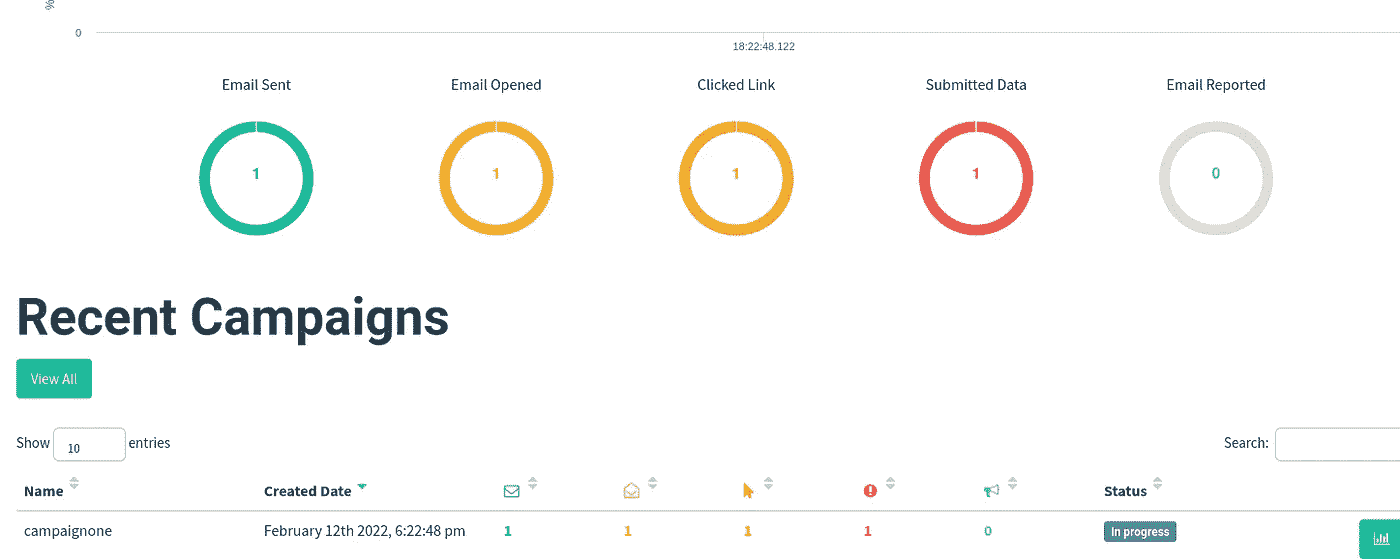 %
0
18:22:48.122
Email Sent Email Opened Clicked Link Submitted Data Email Reported
1 1 1 1 0
Recent Campaigns
View All
Show 10 entries Search:
Name Created Date Status
campaignone February 12th 2022, 6:22:48 pm 1 1 1 1 0 In progress